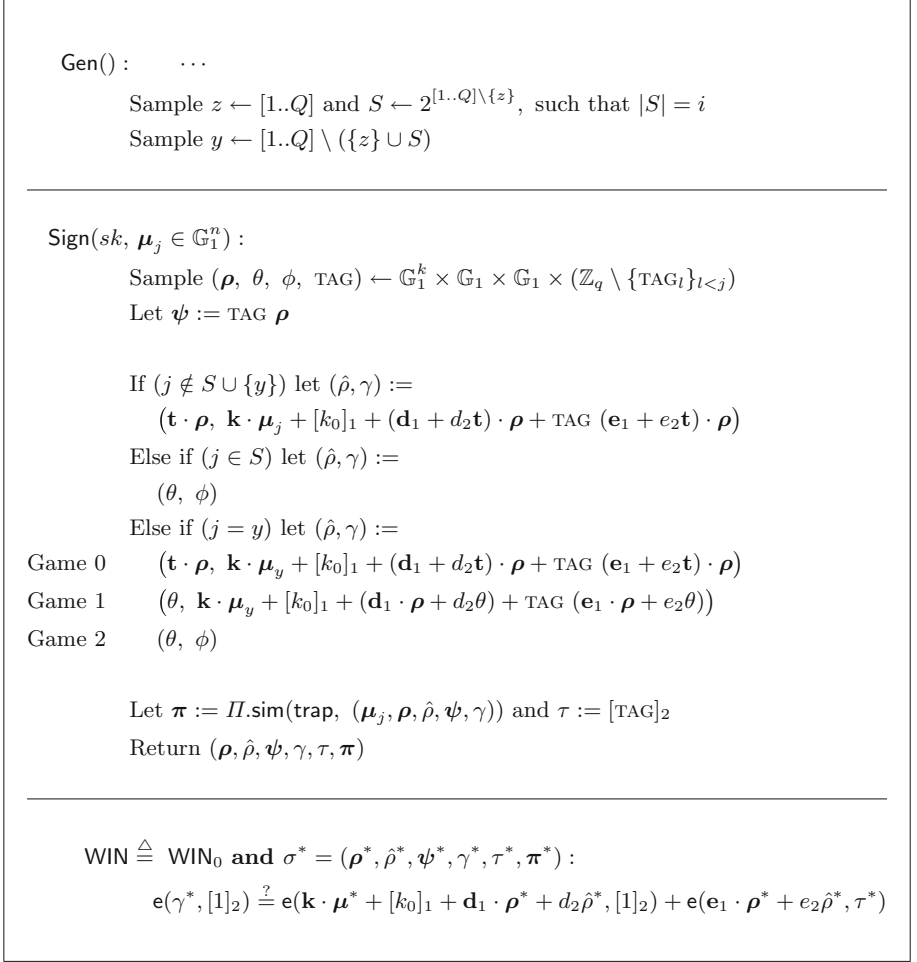 Gen() : ···
Sample z ← [1..Q] and S ← 2^{[1..Q]\{z}}, such that |S| = i
Sample y ← [1..Q] \ ({z} ∪ S)
Sign(sk, μ_j ∈ 𝔾_1^n) :
Sample (ρ, θ, φ, TAG) ← 𝔾_1^k × 𝔾_1 × 𝔾_1 × (ℤ_q \ {TAG_l}_{l<j})
Let ψ := TAG ρ
If (j ∉ S ∪ {y}) let (ρ̂, γ) :=
(t · ρ, k · μ_j + [k_0]_1 + (d_1 + d_2t) · ρ + TAG (e_1 + e_2t) · ρ)
Else if (j ∈ S) let (ρ̂, γ) :=
(θ, φ)
Else if (j = y) let (ρ̂, γ) :=
Game 0 (t · ρ, k · μ_y + [k_0]_1 + (d_1 + d_2t) · ρ + TAG (e_1 + e_2t) · ρ)
Game 1 (θ, k · μ_y + [k_0]_1 + (d_1 · ρ + d_2θ) + TAG (e_1 · ρ + e_2θ))
Game 2 (θ, φ)
Let π := Π.sim(trap, (μ_j, ρ, ρ̂, ψ, γ)) and τ := [TAG]_2
Return (ρ, ρ̂, ψ, γ, τ, π)
WIN ≜ WIN_0 and σ* = (ρ*, ρ̂*, ψ*, γ*, τ*, π*) :
e(γ*, [1]_2) ≟ e(k · μ* + [k_0]_1 + d_1 · ρ* + d_2ρ̂*, [1]_2) + e(e_1 · ρ* + e_2ρ̂*, τ*)